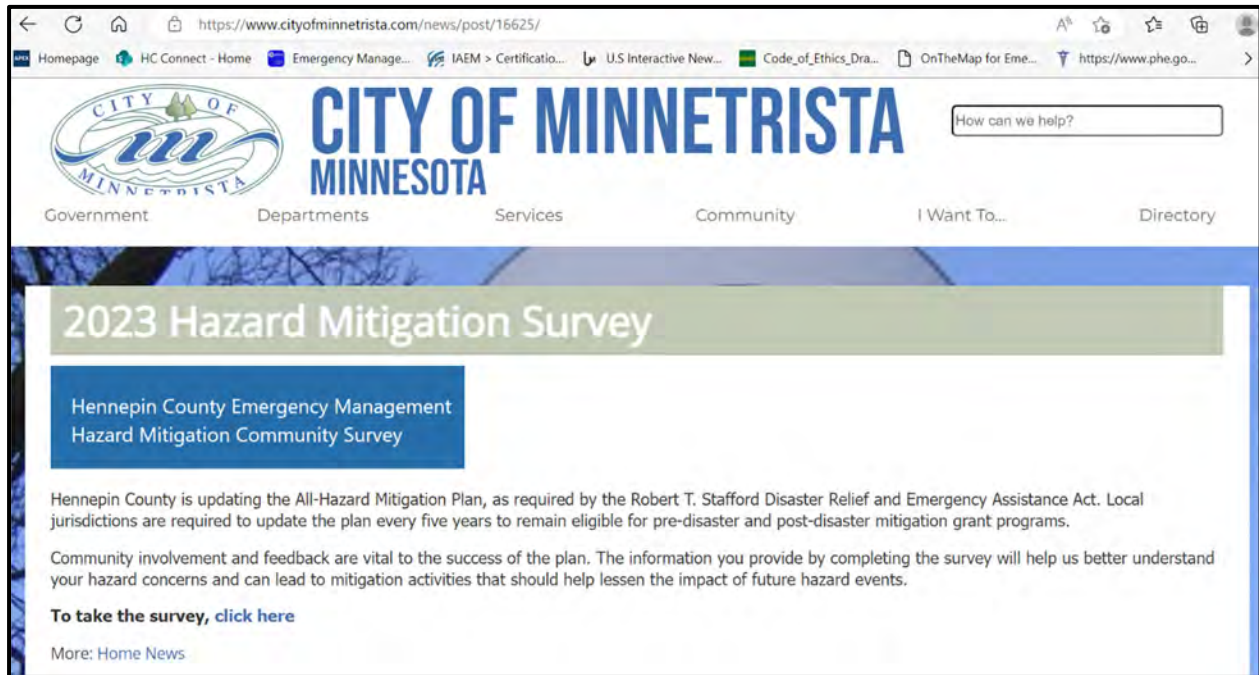 https://www.cityofminnetrista.com/news/post/16625/
Homepage HC Connect - Home Emergency Manage... IAEM > Certificatio... U.S Interactive New... Code_of_Ethics_Dra... OnTheMap for Eme... https://www.phe.go...
CITY OF
MINNETRISTA
CITY OF MINNETRISTA
MINNESOTA
How can we help?
Government Departments Services Community I Want To... Directory
2023 Hazard Mitigation Survey
Hennepin County Emergency Management
Hazard Mitigation Community Survey
Hennepin County is updating the All-Hazard Mitigation Plan, as required by the Robert T. Stafford Disaster Relief and Emergency Assistance Act. Local
jurisdictions are required to update the plan every five years to remain eligible for pre-disaster and post-disaster mitigation grant programs.
Community involvement and feedback are vital to the success of the plan. The information you provide by completing the survey will help us better understand
your hazard concerns and can lead to mitigation activities that should help lessen the impact of future hazard events.
To take the survey, click here
More: Home News